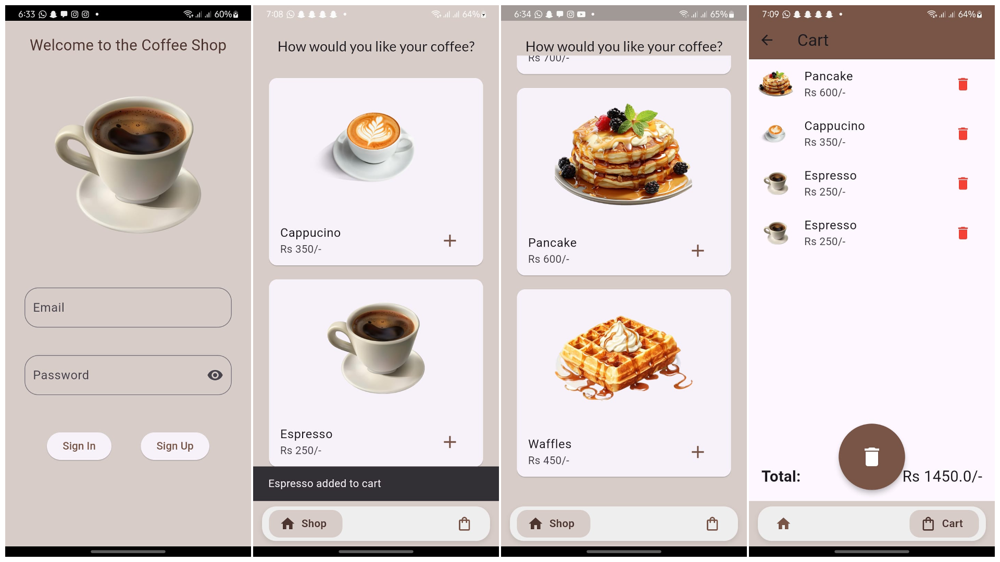 6:33
60%
Welcome to the Coffee Shop
Email
Password
Sign In
Sign Up
7:08
64%
How would you like your coffee?
Cappucino
Rs 350/-
Espresso
Rs 250/-
Espresso added to cart
Shop
6:34
65%
How would you like your coffee?
Rs 700/-
Pancake
Rs 600/-
Waffles
Rs 450/-
Shop
7:09
64%
Cart
Pancake
Rs 600/-
Cappucino
Rs 350/-
Espresso
Rs 250/-
Espresso
Rs 250/-
Total:
Rs 1450.0/-
Cart